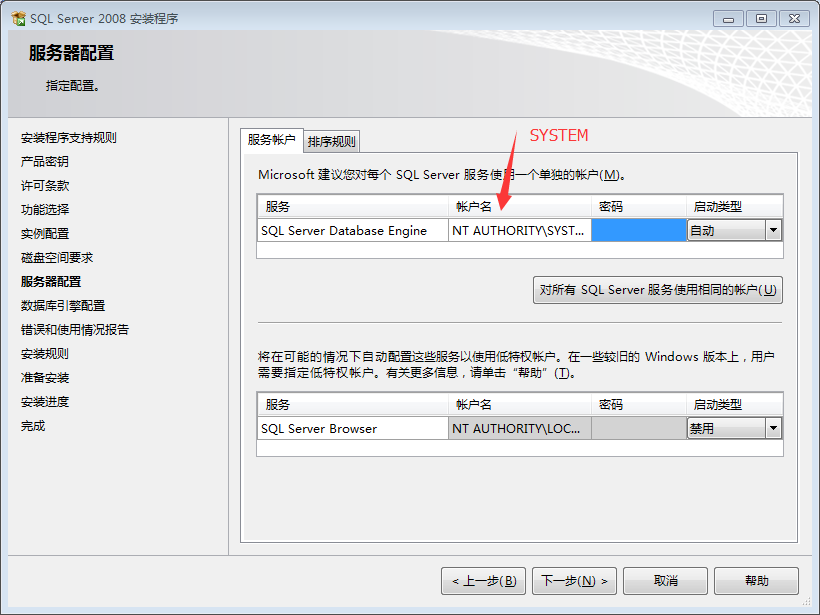 SQL Server 2008 安装程序
服务器配置
指定配置。
安装程序支持规则
产品密钥
许可条款
功能选择
实例配置
磁盘空间要求
服务器配置
数据库引擎配置
错误和使用情况报告
安装规则
准备安装
安装进度
完成
服务帐户 排序规则
SYSTEM
Microsoft 建议您对每个 SQL Server 服务使用一个单独的帐户(M)。
服务 帐户名 密码 启动类型
SQL Server Database Engine NT AUTHORITY\SYST... 自动
对所有 SQL Server 服务使用相同的帐户(U)
将在可能的情况下自动配置这些服务以使用低特权帐户。在一些较旧的 Windows 版本上，用户
需要指定低特权帐户。有关更多信息，请单击“帮助”(T)。
服务 帐户名 密码 启动类型
SQL Server Browser NT AUTHORITY\LOC... 禁用
< 上一步(B) 下一步(N) > 取消 帮助